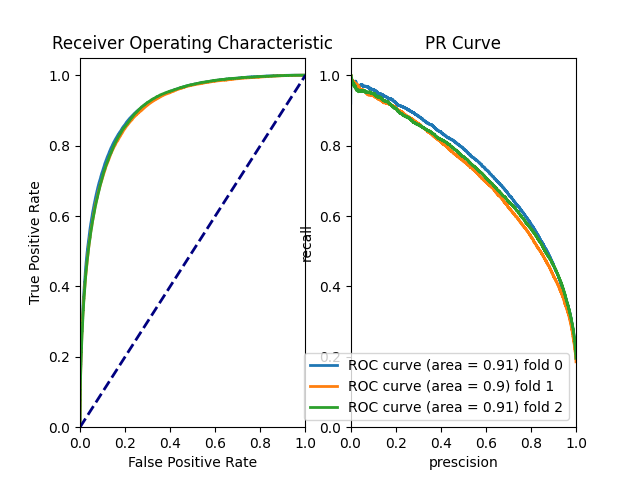 Receiver Operating Characteristic
PR Curve
1.0
0.8
0.6
0.4
0.2
0.0
True Positive Rate
0.0 0.2 0.4 0.6 0.8 1.0
False Positive Rate
1.0
0.8
0.6
0.4
0.2
0.0
recall
0.0 0.2 0.4 0.6 0.8 1.0
prescision
ROC curve (area = 0.91) fold 0
ROC curve (area = 0.9) fold 1
ROC curve (area = 0.91) fold 2